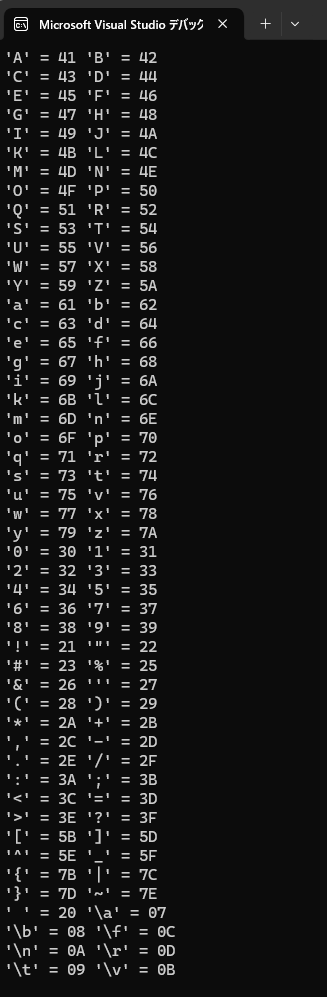 Microsoft Visual Studio デバック
'A' = 41 'B' = 42
'C' = 43 'D' = 44
'E' = 45 'F' = 46
'G' = 47 'H' = 48
'I' = 49 'J' = 4A
'K' = 4B 'L' = 4C
'M' = 4D 'N' = 4E
'O' = 4F 'P' = 50
'Q' = 51 'R' = 52
'S' = 53 'T' = 54
'U' = 55 'V' = 56
'W' = 57 'X' = 58
'Y' = 59 'Z' = 5A
'a' = 61 'b' = 62
'c' = 63 'd' = 64
'e' = 65 'f' = 66
'g' = 67 'h' = 68
'i' = 69 'j' = 6A
'k' = 6B 'l' = 6C
'm' = 6D 'n' = 6E
'o' = 6F 'p' = 70
'q' = 71 'r' = 72
's' = 73 't' = 74
'u' = 75 'v' = 76
'w' = 77 'x' = 78
'y' = 79 'z' = 7A
'0' = 30 '1' = 31
'2' = 32 '3' = 33
'4' = 34 '5' = 35
'6' = 36 '7' = 37
'8' = 38 '9' = 39
'!' = 21 '"' = 22
'#' = 23 '%' = 25
'&' = 26 ''' = 27
'(' = 28 ')' = 29
'*' = 2A '+' = 2B
',' = 2C '-' = 2D
'.' = 2E '/' = 2F
':' = 3A ';' = 3B
'<' = 3C '=' = 3D
'>' = 3E '?' = 3F
'[' = 5B ']' = 5D
'^' = 5E '_' = 5F
'{' = 7B '|' = 7C
'}' = 7D '~' = 7E
' ' = 20 '\a' = 07
'\b' = 08 '\f' = 0C
'\n' = 0A '\r' = 0D
'\t' = 09 '\v' = 0B